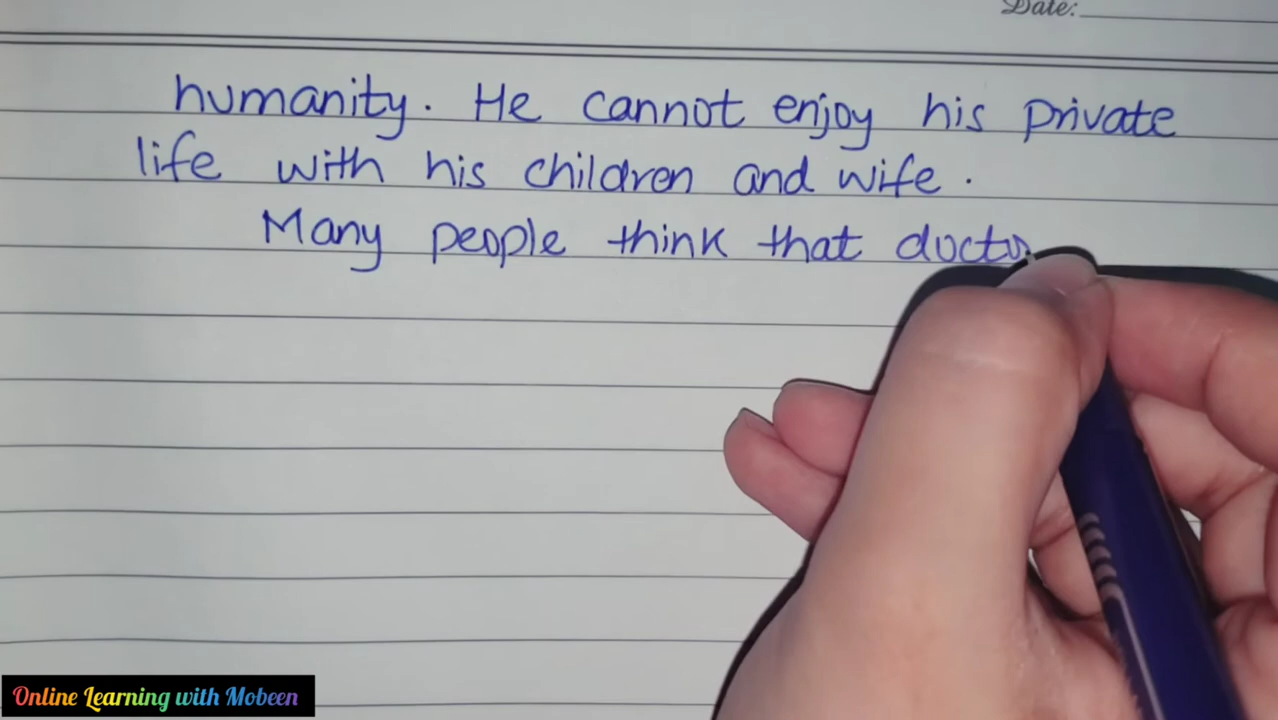 Date:
humanity. He cannot enjoy his private
life with his children and wife.
Many people think that docto
Online Learning with Mobeen